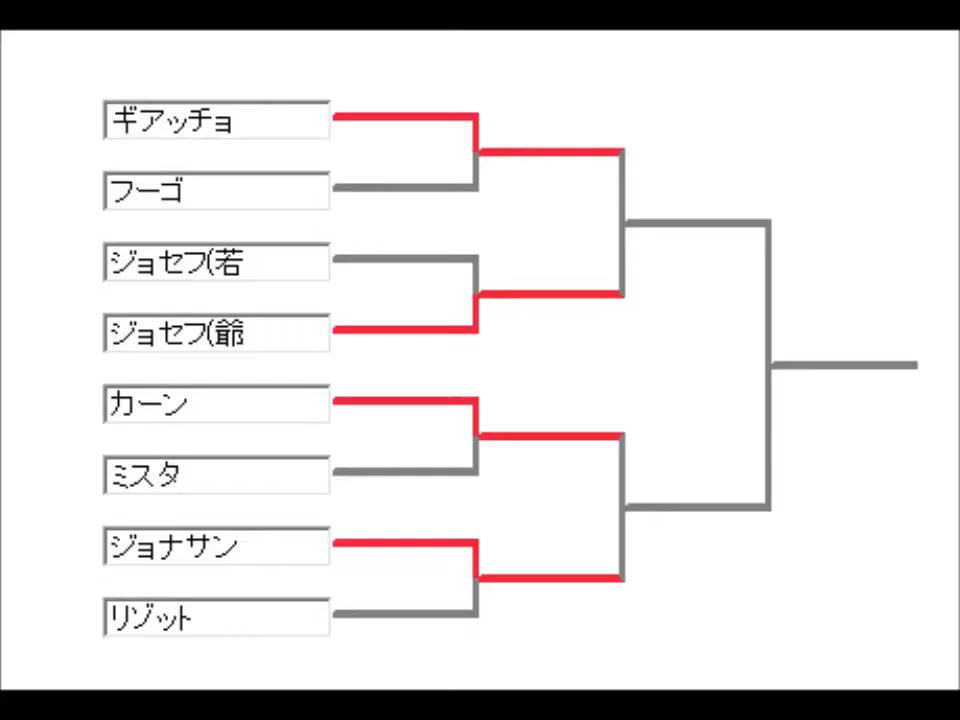 ギアッチョ
フーゴ
ジョセフ(若
ジョセフ(爺
カーン
ミスタ
ジョナサン
リゾット